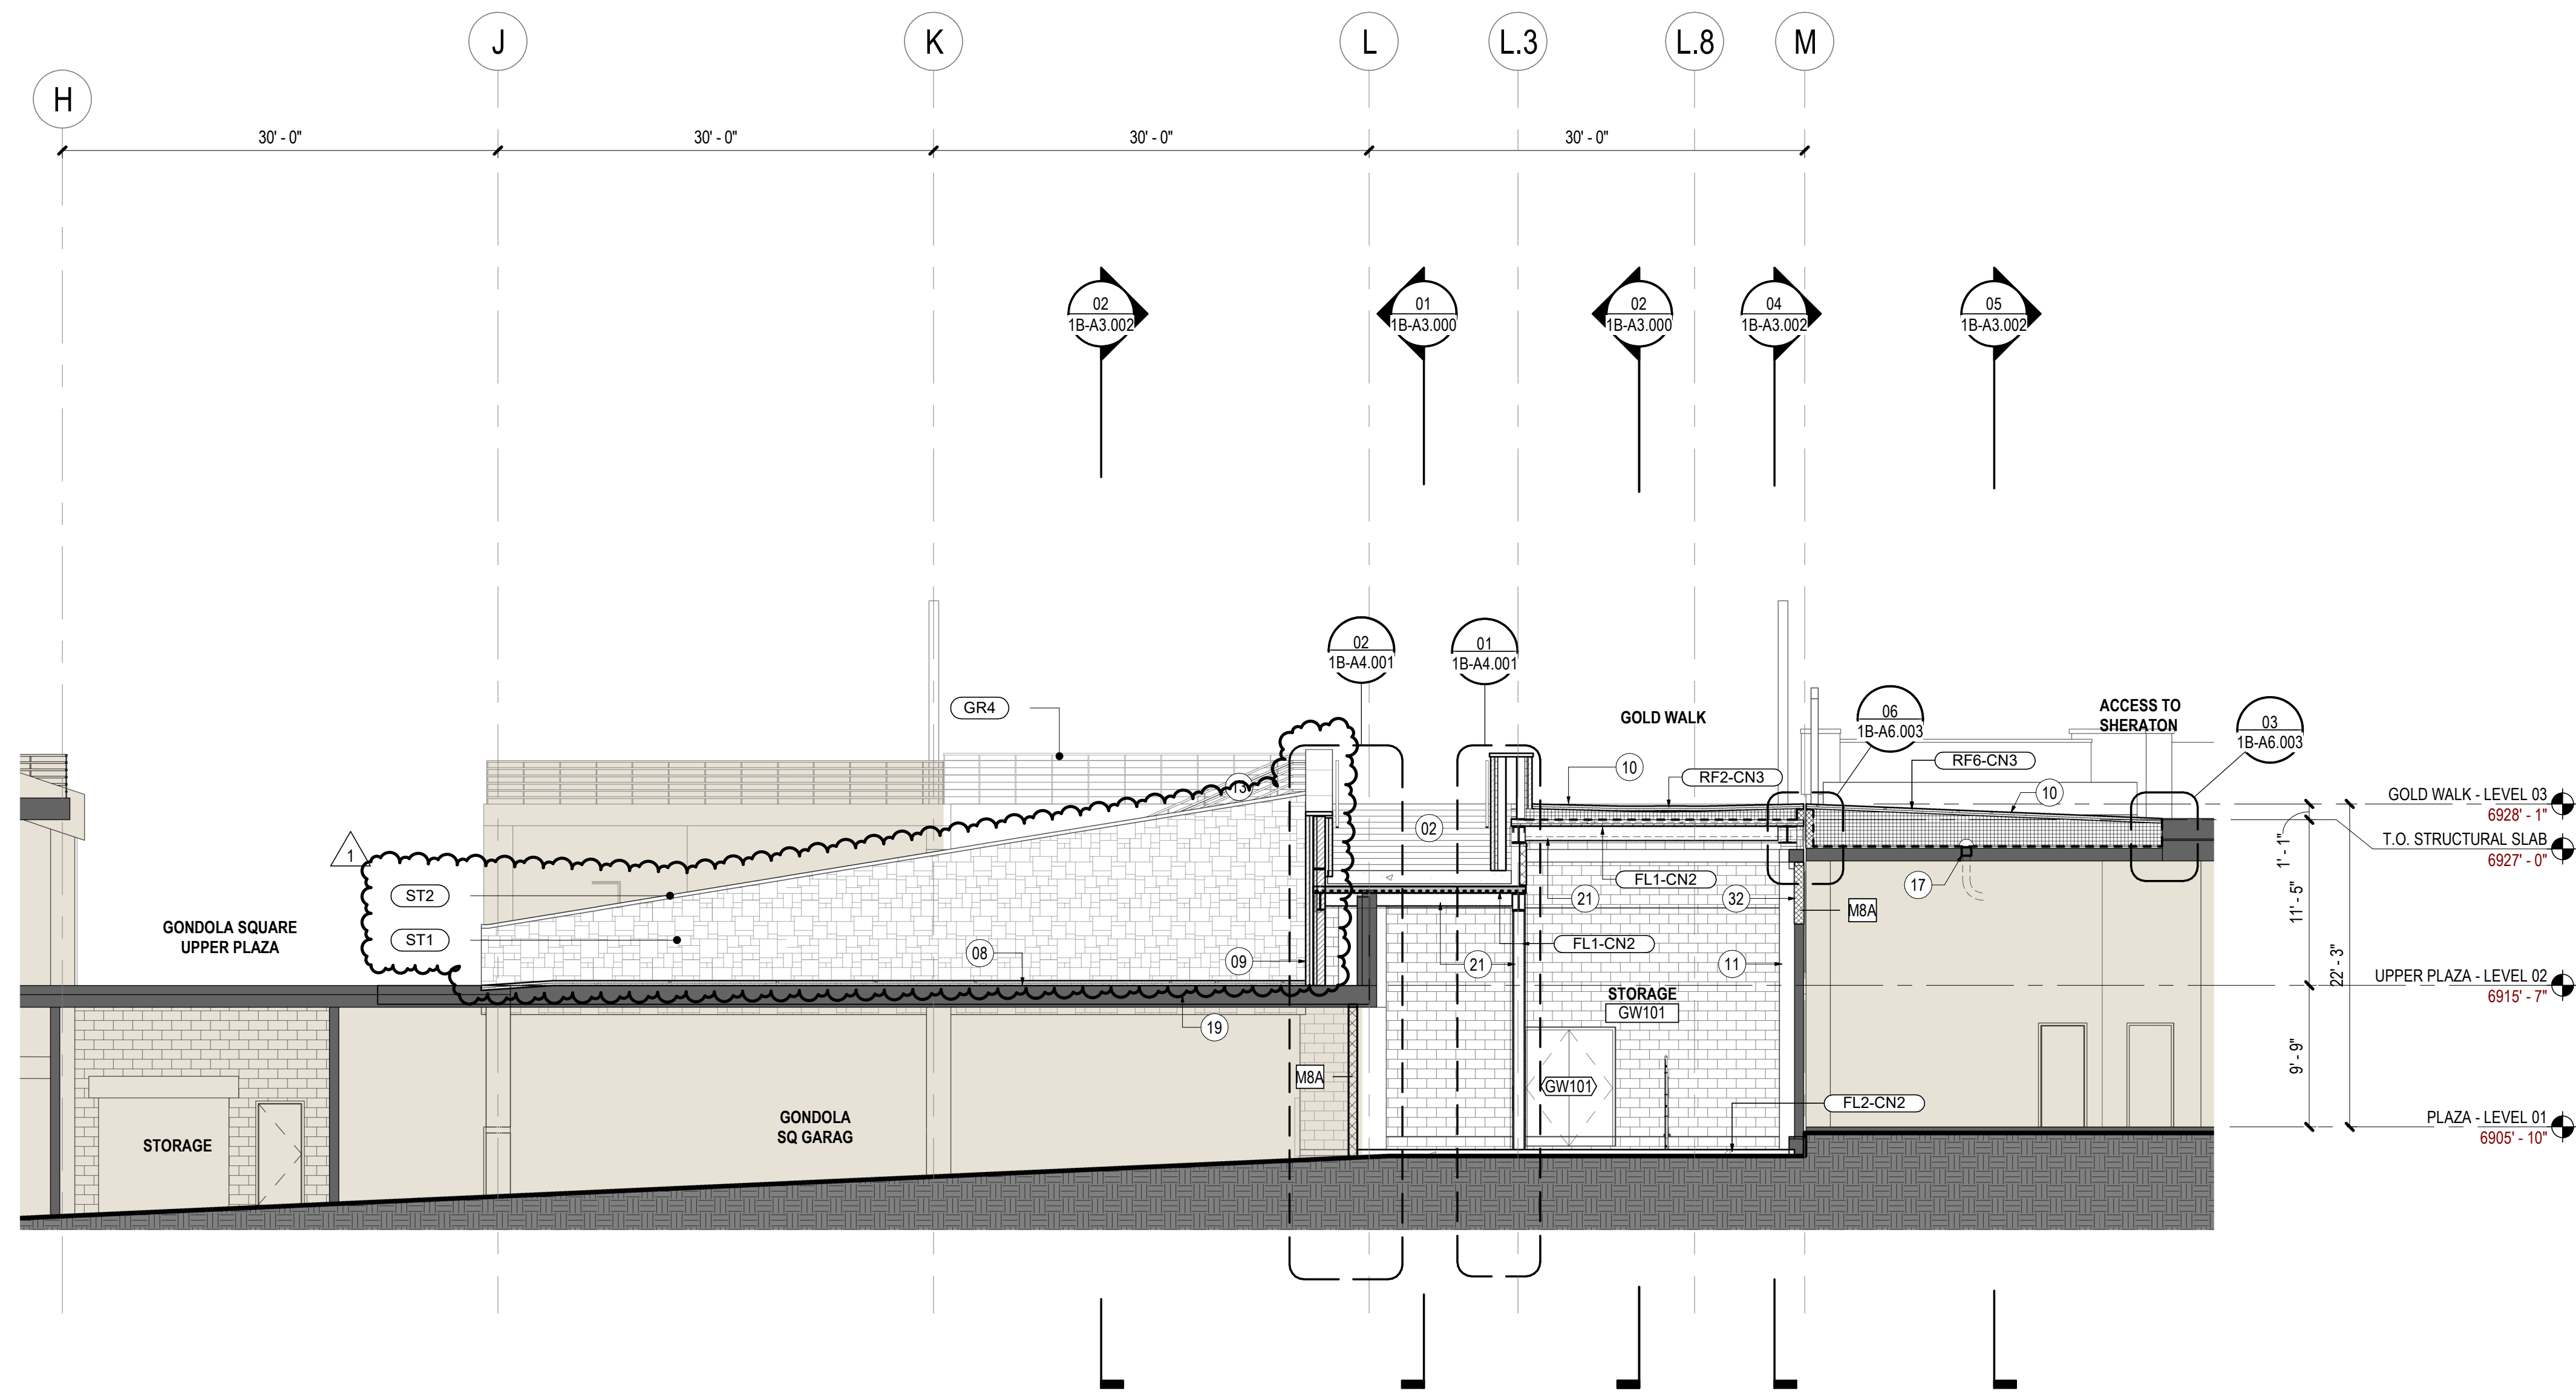 H
J
K
L
L.3
L.8
M
30' - 0"
30' - 0"
30' - 0"
30' - 0"
02
1B-A3.002
01
1B-A3.000
02
1B-A3.000
04
1B-A3.002
05
1B-A3.002
02
1B-A4.001
01
1B-A4.001
06
1B-A6.003
03
1B-A6.003
GR4
GOLD WALK
ACCESS TO
SHERATON
10
RF2-CN3
RF6-CN3
10
13
02
1
ST2
ST1
GONDOLA SQUARE
UPPER PLAZA
08
09
FL1-CN2
21
32
M8A
17
FL1-CN2
21
11
STORAGE
GW101
19
M8A
GW101
FL2-CN2
GONDOLA
SQ GARAG
STORAGE
GOLD WALK - LEVEL 03
6928' - 1"
T.O. STRUCTURAL SLAB
6927' - 0"
UPPER PLAZA - LEVEL 02
6915' - 7"
PLAZA - LEVEL 01
6905' - 10"
1' - 1"
11' - 5"
22' - 3"
9' - 9"